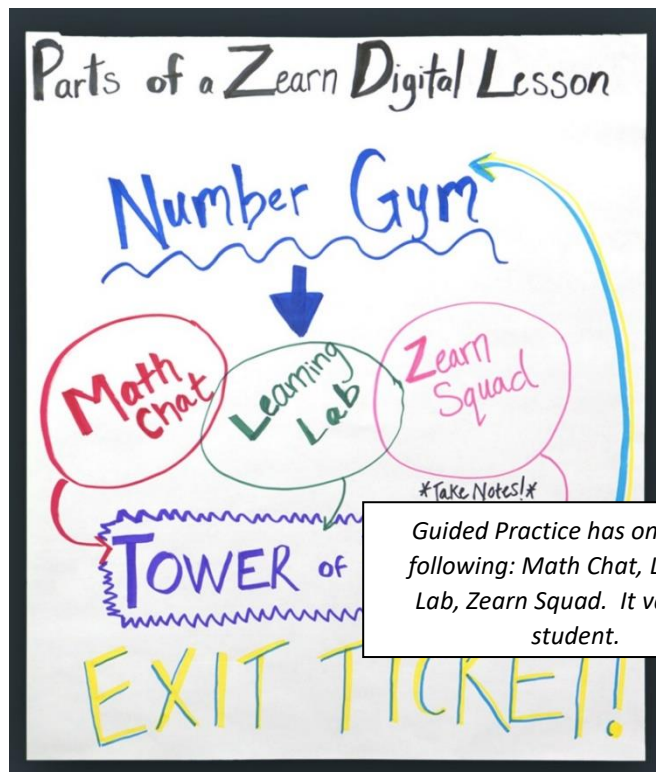 Parts of a Zearn Digital Lesson
Number Gym
Math
Chat
Learning
Lab
Zearn
Squad
*Take Notes!*
TOWER of
Guided Practice has on
following: Math Chat, L
Lab, Zearn Squad. It v
student.
EXIT TICKET!